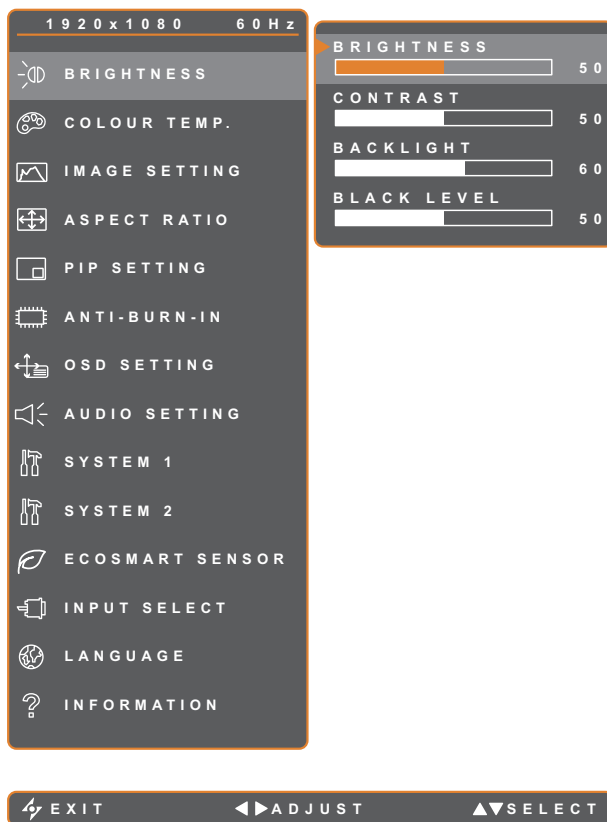 1920x1080 60Hz
BRIGHTNESS
COLOUR TEMP.
IMAGE SETTING
ASPECT RATIO
PIP SETTING
ANTI-BURN-IN
OSD SETTING
AUDIO SETTING
SYSTEM 1
SYSTEM 2
ECOSMART SENSOR
INPUT SELECT
LANGUAGE
INFORMATION
BRIGHTNESS
50
CONTRAST
50
BACKLIGHT
60
BLACK LEVEL
50
EXIT ◀▶ADJUST ▲▼SELECT